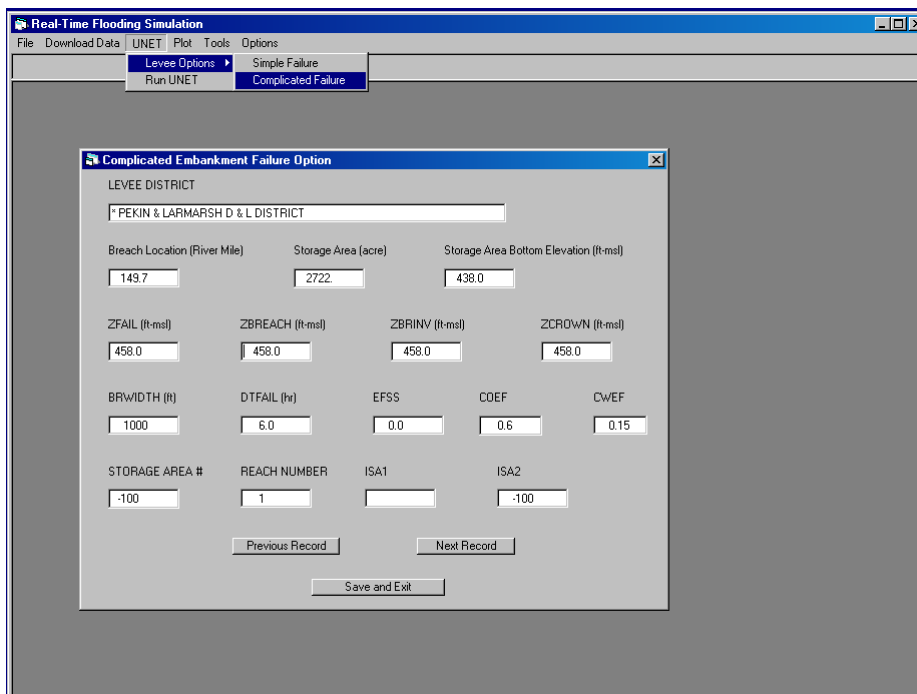 Real-Time Flooding Simulation
File Download Data UNET Plot Tools Options
Levee Options Simple Failure
Run UNET Complicated Failure
Complicated Embankment Failure Option
LEVEE DISTRICT
* PEKIN & LARMARSH D & L DISTRICT
Breach Location (River Mile) Storage Area (acre) Storage Area Bottom Elevation (ft-msl)
149.7 2722. 438.0
ZFAIL (ft-msl) ZBREACH (ft-msl) ZBRINV (ft-msl) ZCROWN (ft-msl)
458.0 458.0 458.0 458.0
BRWIDTH (ft) DTFAIL (hr) EFSS COEF CWEF
1000 6.0 0.0 0.6 0.15
STORAGE AREA # REACH NUMBER ISA1 ISA2
-100 1 -100
Previous Record Next Record
Save and Exit